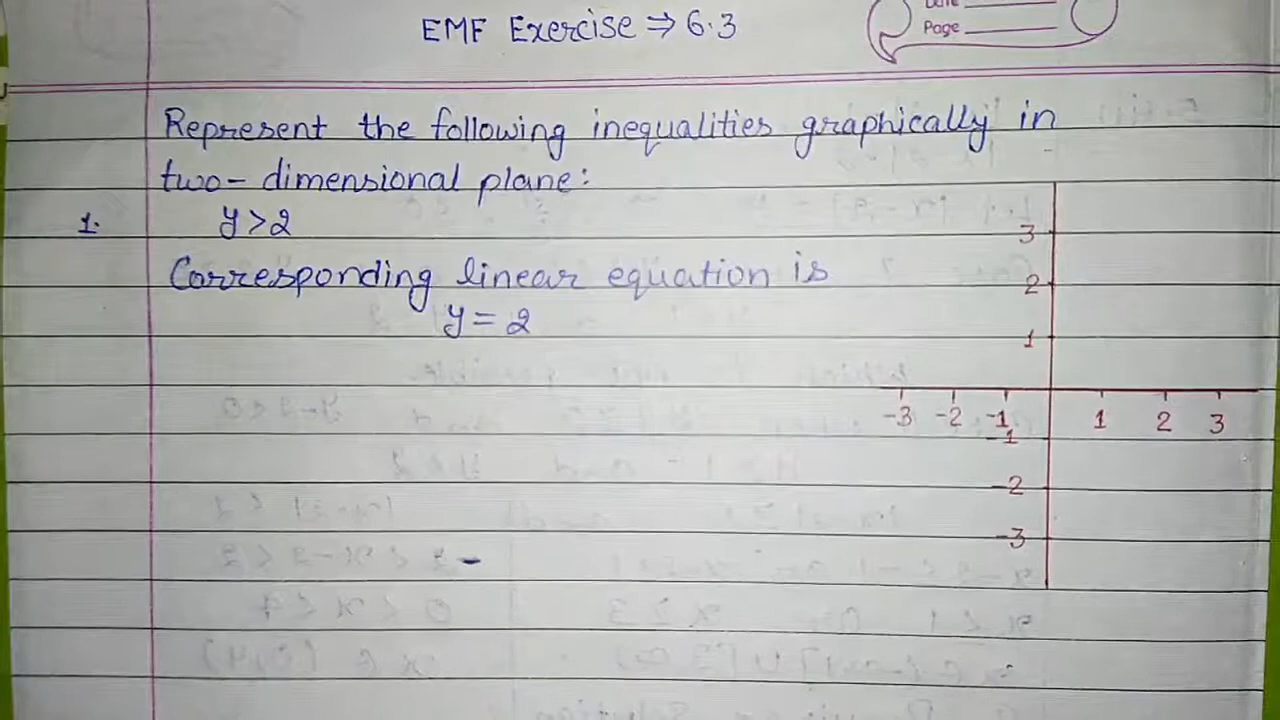 EMF Exercise ⇒ 6.3
Page
Represent the following inequalities graphically in
two-dimensional plane:
1. y>2
Corresponding linear equation is
y = 2
3
2
1
-3 -2 -1 1 2 3
-1
-2
-3